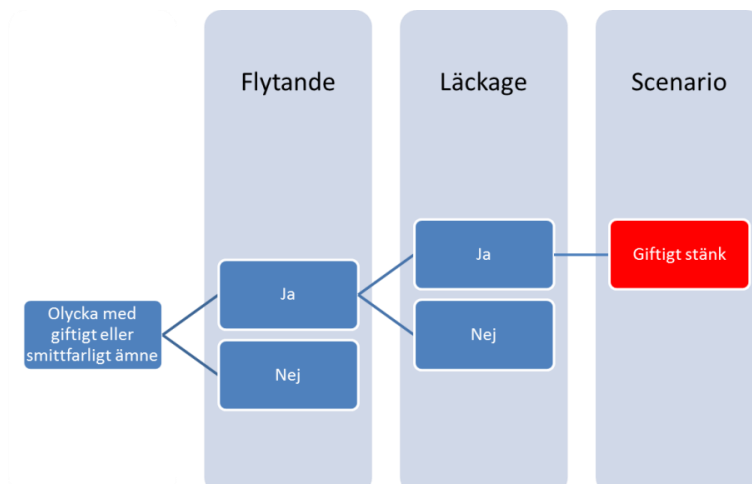 Flytande
Läckage
Scenario
Ja
Giftigt stänk
Ja
Olycka med
giftigt eller
smittfarligt ämne
Nej
Nej